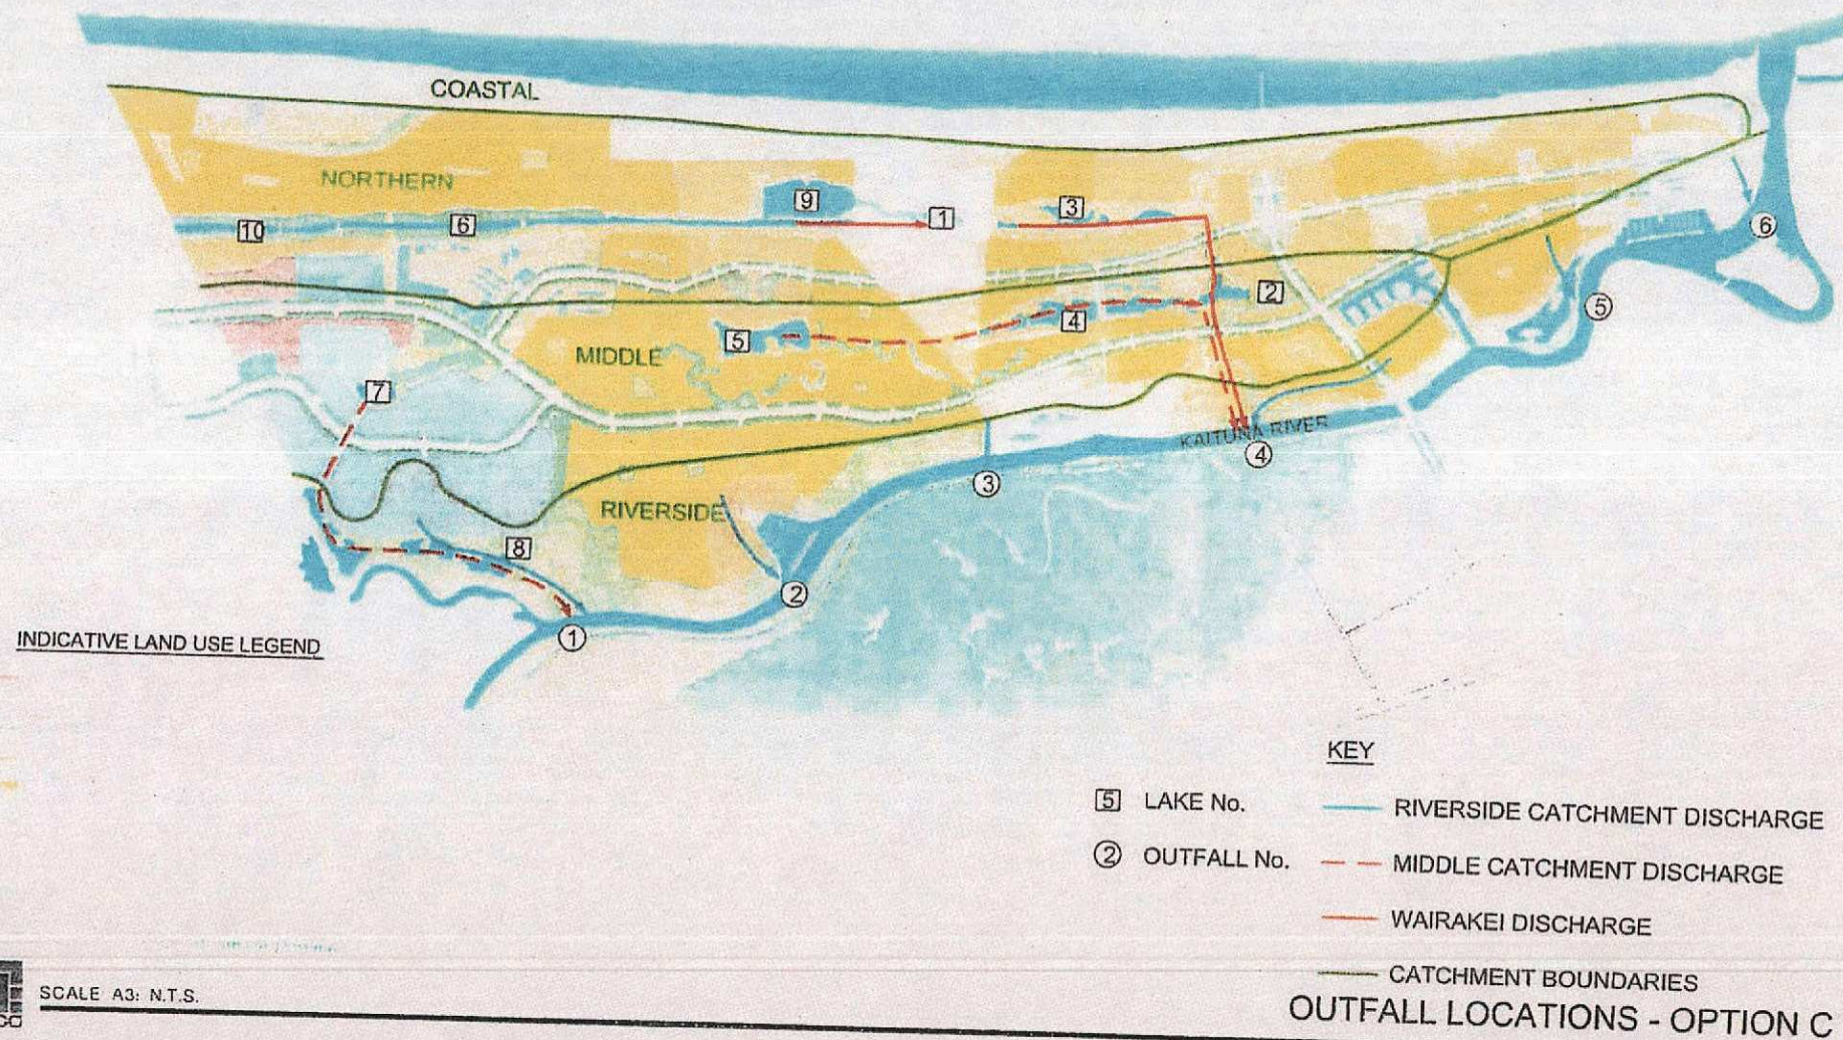 COASTAL
NORTHERN
10
6
9
1
3
6
2
5
5
4
MIDDLE
7
KAITUNA RIVER
4
3
RIVERSIDE
8
2
1
INDICATIVE LAND USE LEGEND
KEY
5 LAKE No.
RIVERSIDE CATCHMENT DISCHARGE
2 OUTFALL No.
MIDDLE CATCHMENT DISCHARGE
WAIRAKEI DISCHARGE
CATCHMENT BOUNDARIES
SCALE A3: N.T.S.
OUTFALL LOCATIONS - OPTION C